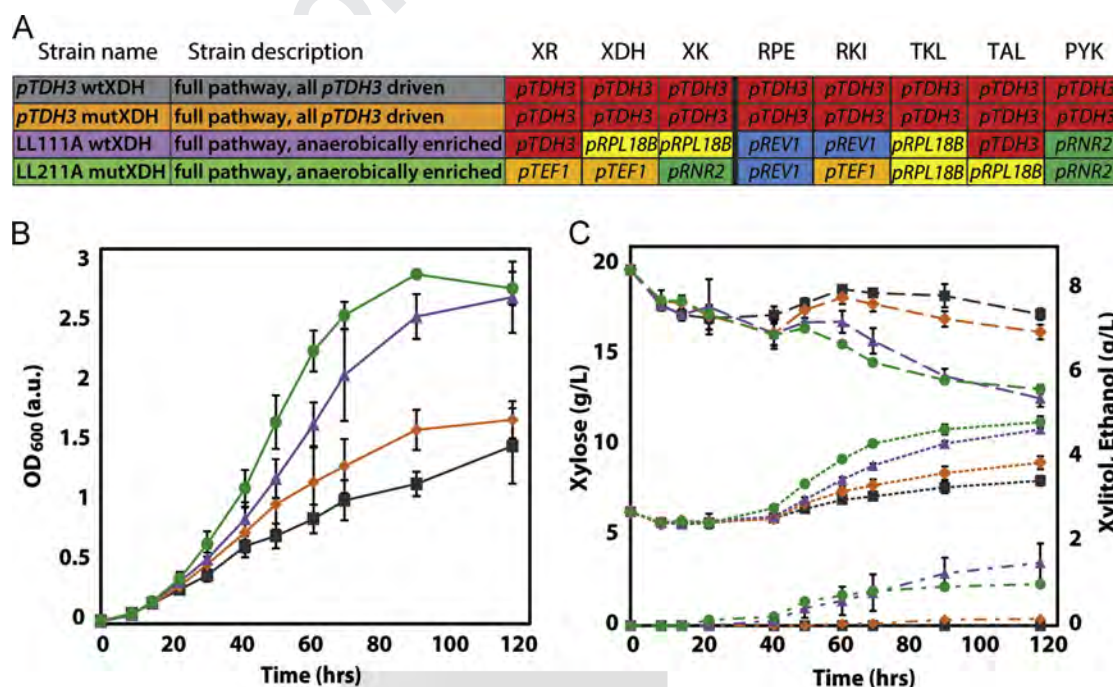 A
Strain name Strain description XR XDH XK RPE RKI TKL TAL PYK
pTDH3 wtXDH full pathway, all pTDH3 driven pTDH3 pTDH3 pTDH3 pTDH3 pTDH3 pTDH3 pTDH3 pTDH3
pTDH3 mutXDH full pathway, all pTDH3 driven pTDH3 pTDH3 pTDH3 pTDH3 pTDH3 pTDH3 pTDH3 pTDH3
LL111A wtXDH full pathway, anaerobically enriched pTDH3 pRPL18B pRPL18B pREV1 pREV1 pRPL18B pTDH3 pRNR2
LL211A mutXDH full pathway, anaerobically enriched pTEF1 pTEF1 pRNR2 pREV1 pTEF1 pRPL18B pRPL18B pRNR2
B
3
2.5
2
1.5
1
0.5
0
OD600 (a.u.)
0 20 40 60 80 100 120
Time (hrs)
C
20
15
10
5
0
Xylose (g/L)
8
6
4
2
0
Xylitol, Ethanol (g/L)
0 20 40 60 80 100 120
Time (hrs)